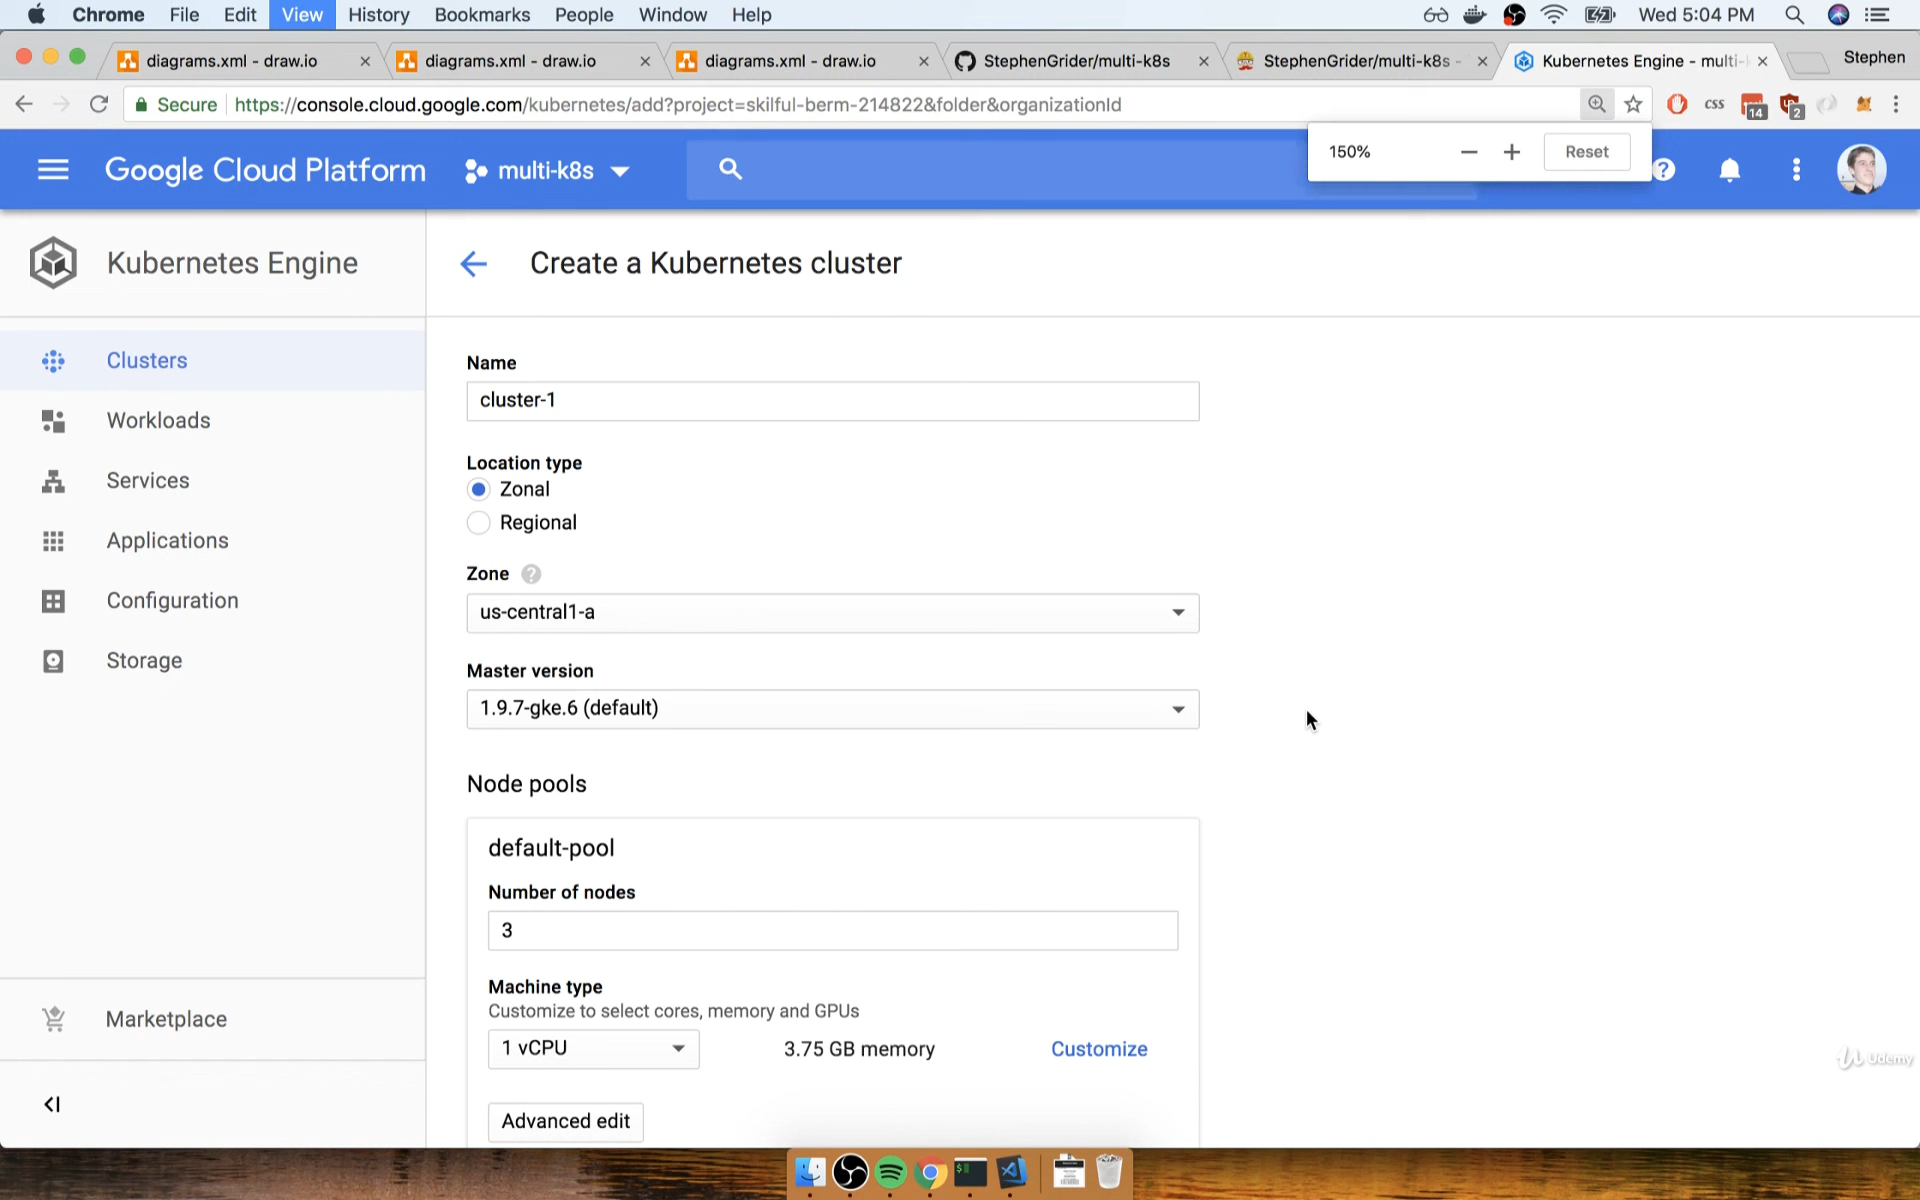 Chrome File Edit View History Bookmarks People Window Help Wed 5:04 PM
diagrams.xml - draw.io diagrams.xml - draw.io diagrams.xml - draw.io StephenGrider/multi-k8s StephenGrider/multi-k8s - Kubernetes Engine - multi- Stephen
Secure https://console.cloud.google.com/kubernetes/add?project=skilful-berm-214822&folder&organizationId css 14 2
Google Cloud Platform multi-k8s 150% Reset
Kubernetes Engine
Create a Kubernetes cluster
Clusters
Workloads
Services
Applications
Configuration
Storage
Marketplace
Name
cluster-1
Location type
Zonal
Regional
Zone
us-central1-a
Master version
1.9.7-gke.6 (default)
Node pools
default-pool
Number of nodes
3
Machine type
Customize to select cores, memory and GPUs
1 vCPU 3.75 GB memory Customize
Advanced edit
Udemy